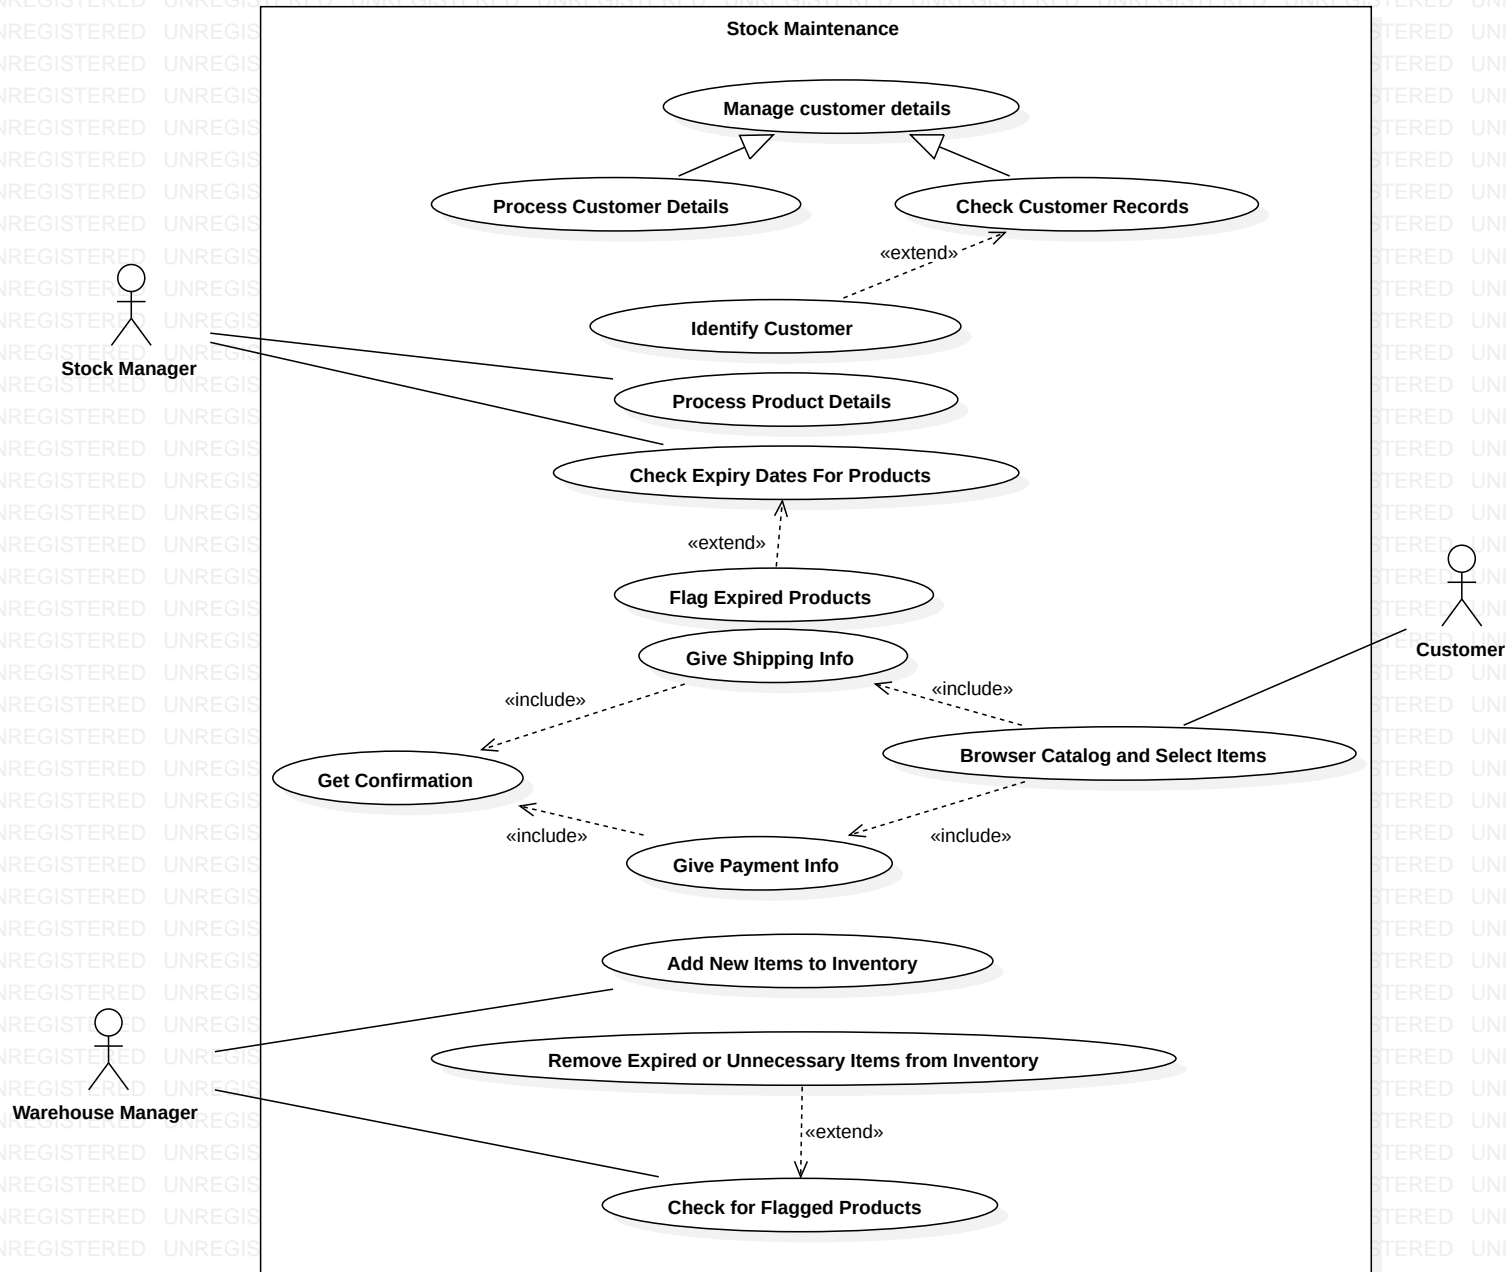 Stock Maintenance
Manage customer details
Process Customer Details
Check Customer Records
«extend»
Identify Customer
Stock Manager
Process Product Details
Check Expiry Dates For Products
«extend»
Flag Expired Products
Customer
Give Shipping Info
«include»
«include»
Browser Catalog and Select Items
Get Confirmation
«include»
«include»
Give Payment Info
Add New Items to Inventory
Remove Expired or Unnecessary Items from Inventory
Warehouse Manager
«extend»
Check for Flagged Products
UNREGISTERED